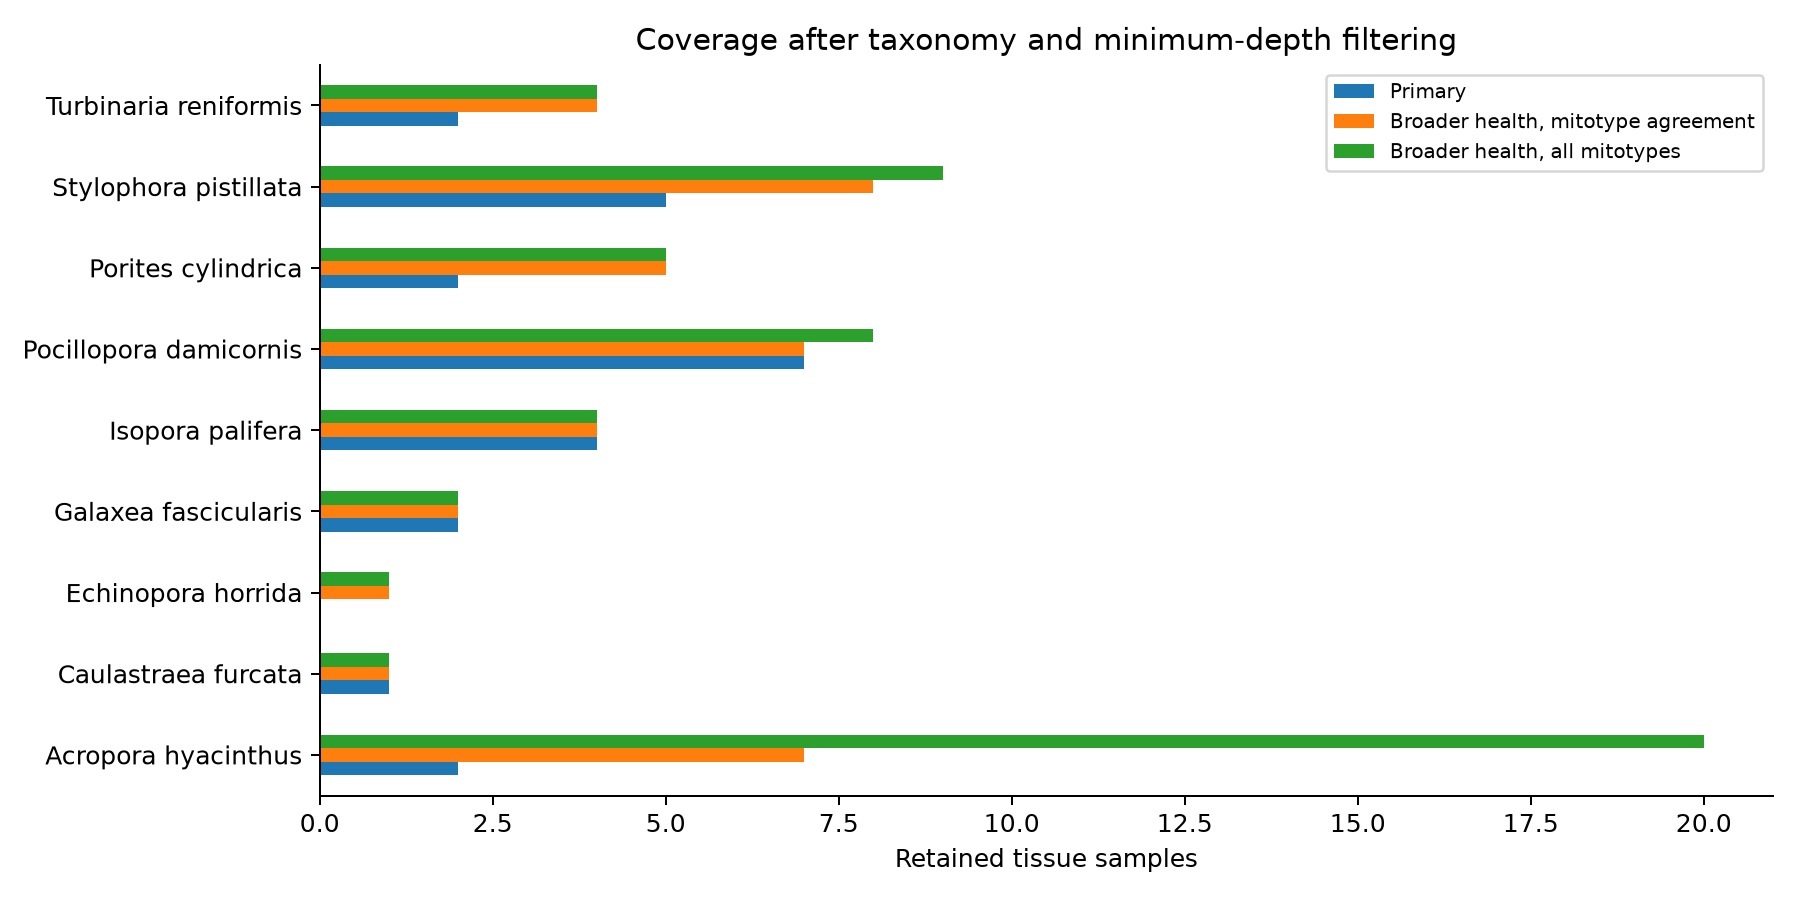 Coverage after taxonomy and minimum-depth filtering
Primary
Broader health, mitotype agreement
Broader health, all mitotypes
Turbinaria reniformis
Stylophora pistillata
Porites cylindrica
Pocillopora damicornis
Isopora palifera
Galaxea fascicularis
Echinopora horrida
Caulastraea furcata
Acropora hyacinthus
0.0 2.5 5.0 7.5 10.0 12.5 15.0 17.5 20.0
Retained tissue samples